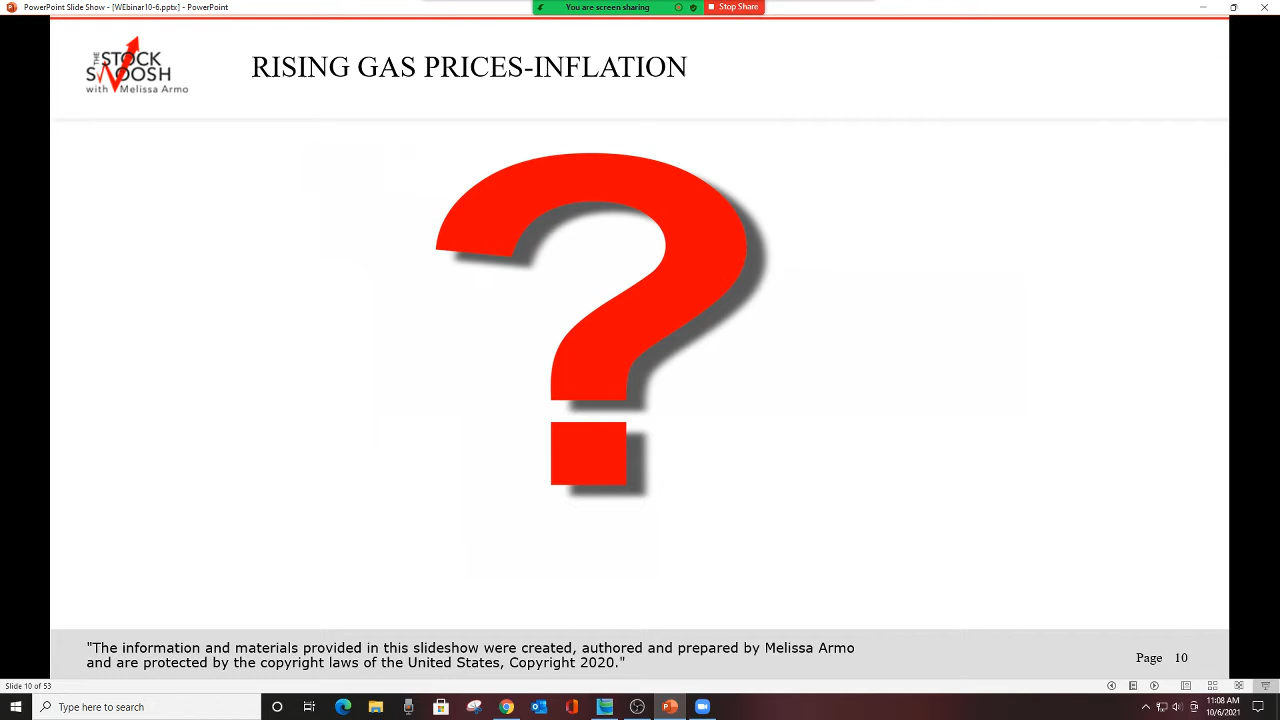 PowerPoint Slide Show - [WEbinar10-6.pptx] - PowerPoint
You are screen sharing
Stop Share
THE
STOCK
SWOOSH
with Melissa Armo
RISING GAS PRICES-INFLATION
?
"The information and materials provided in this slideshow were created, authored and prepared by Melissa Armo
and are protected by the copyright laws of the United States, Copyright 2020."
Page 10
Slide 10 of 53
Type here to search
11:08 AM
10/6/2021